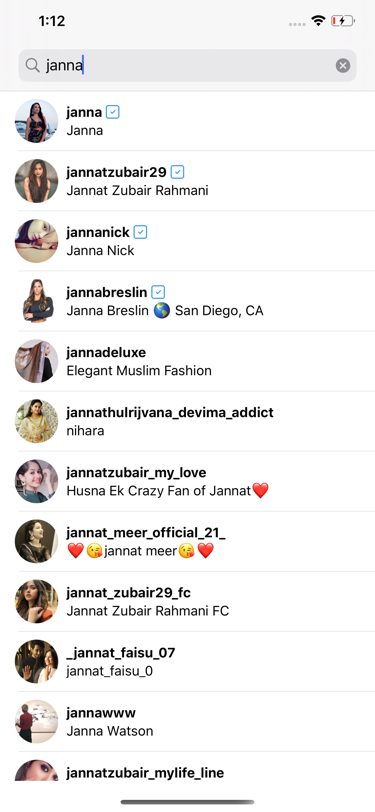 1:12
janna
janna
Janna
jannatzubair29
Jannat Zubair Rahmani
jannanick
Janna Nick
jannabreslin
Janna Breslin 🌎 San Diego, CA
jannadeluxe
Elegant Muslim Fashion
jannathulrijvana_devima_addict
nihara
jannatzubair_my_love
Husna Ek Crazy Fan of Jannat❤️
jannat_meer_official_21_
❤️😘jannat meer😘❤️
jannat_zubair29_fc
Jannat Zubair Rahmani FC
_jannat_faisu_07
jannat_faisu_0
jannawww
Janna Watson
jannatzubair_mylife_line